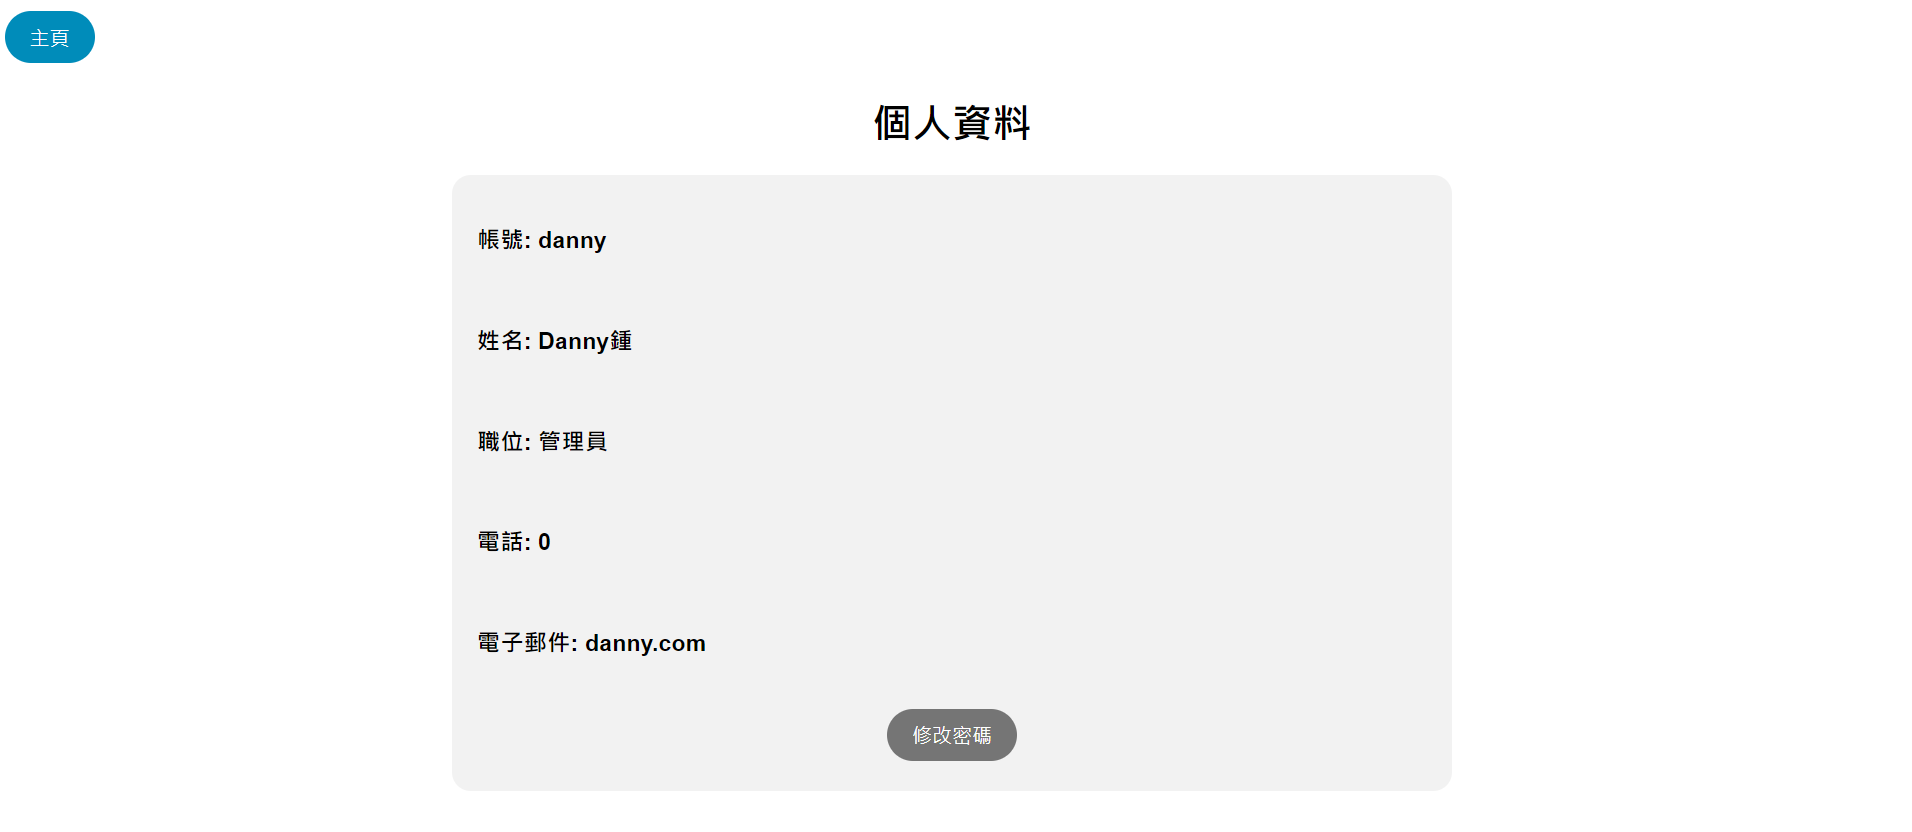 主頁
個人資料
帳號: danny
姓名: Danny鍾
職位: 管理員
電話: 0
電子郵件: danny.com
修改密碼